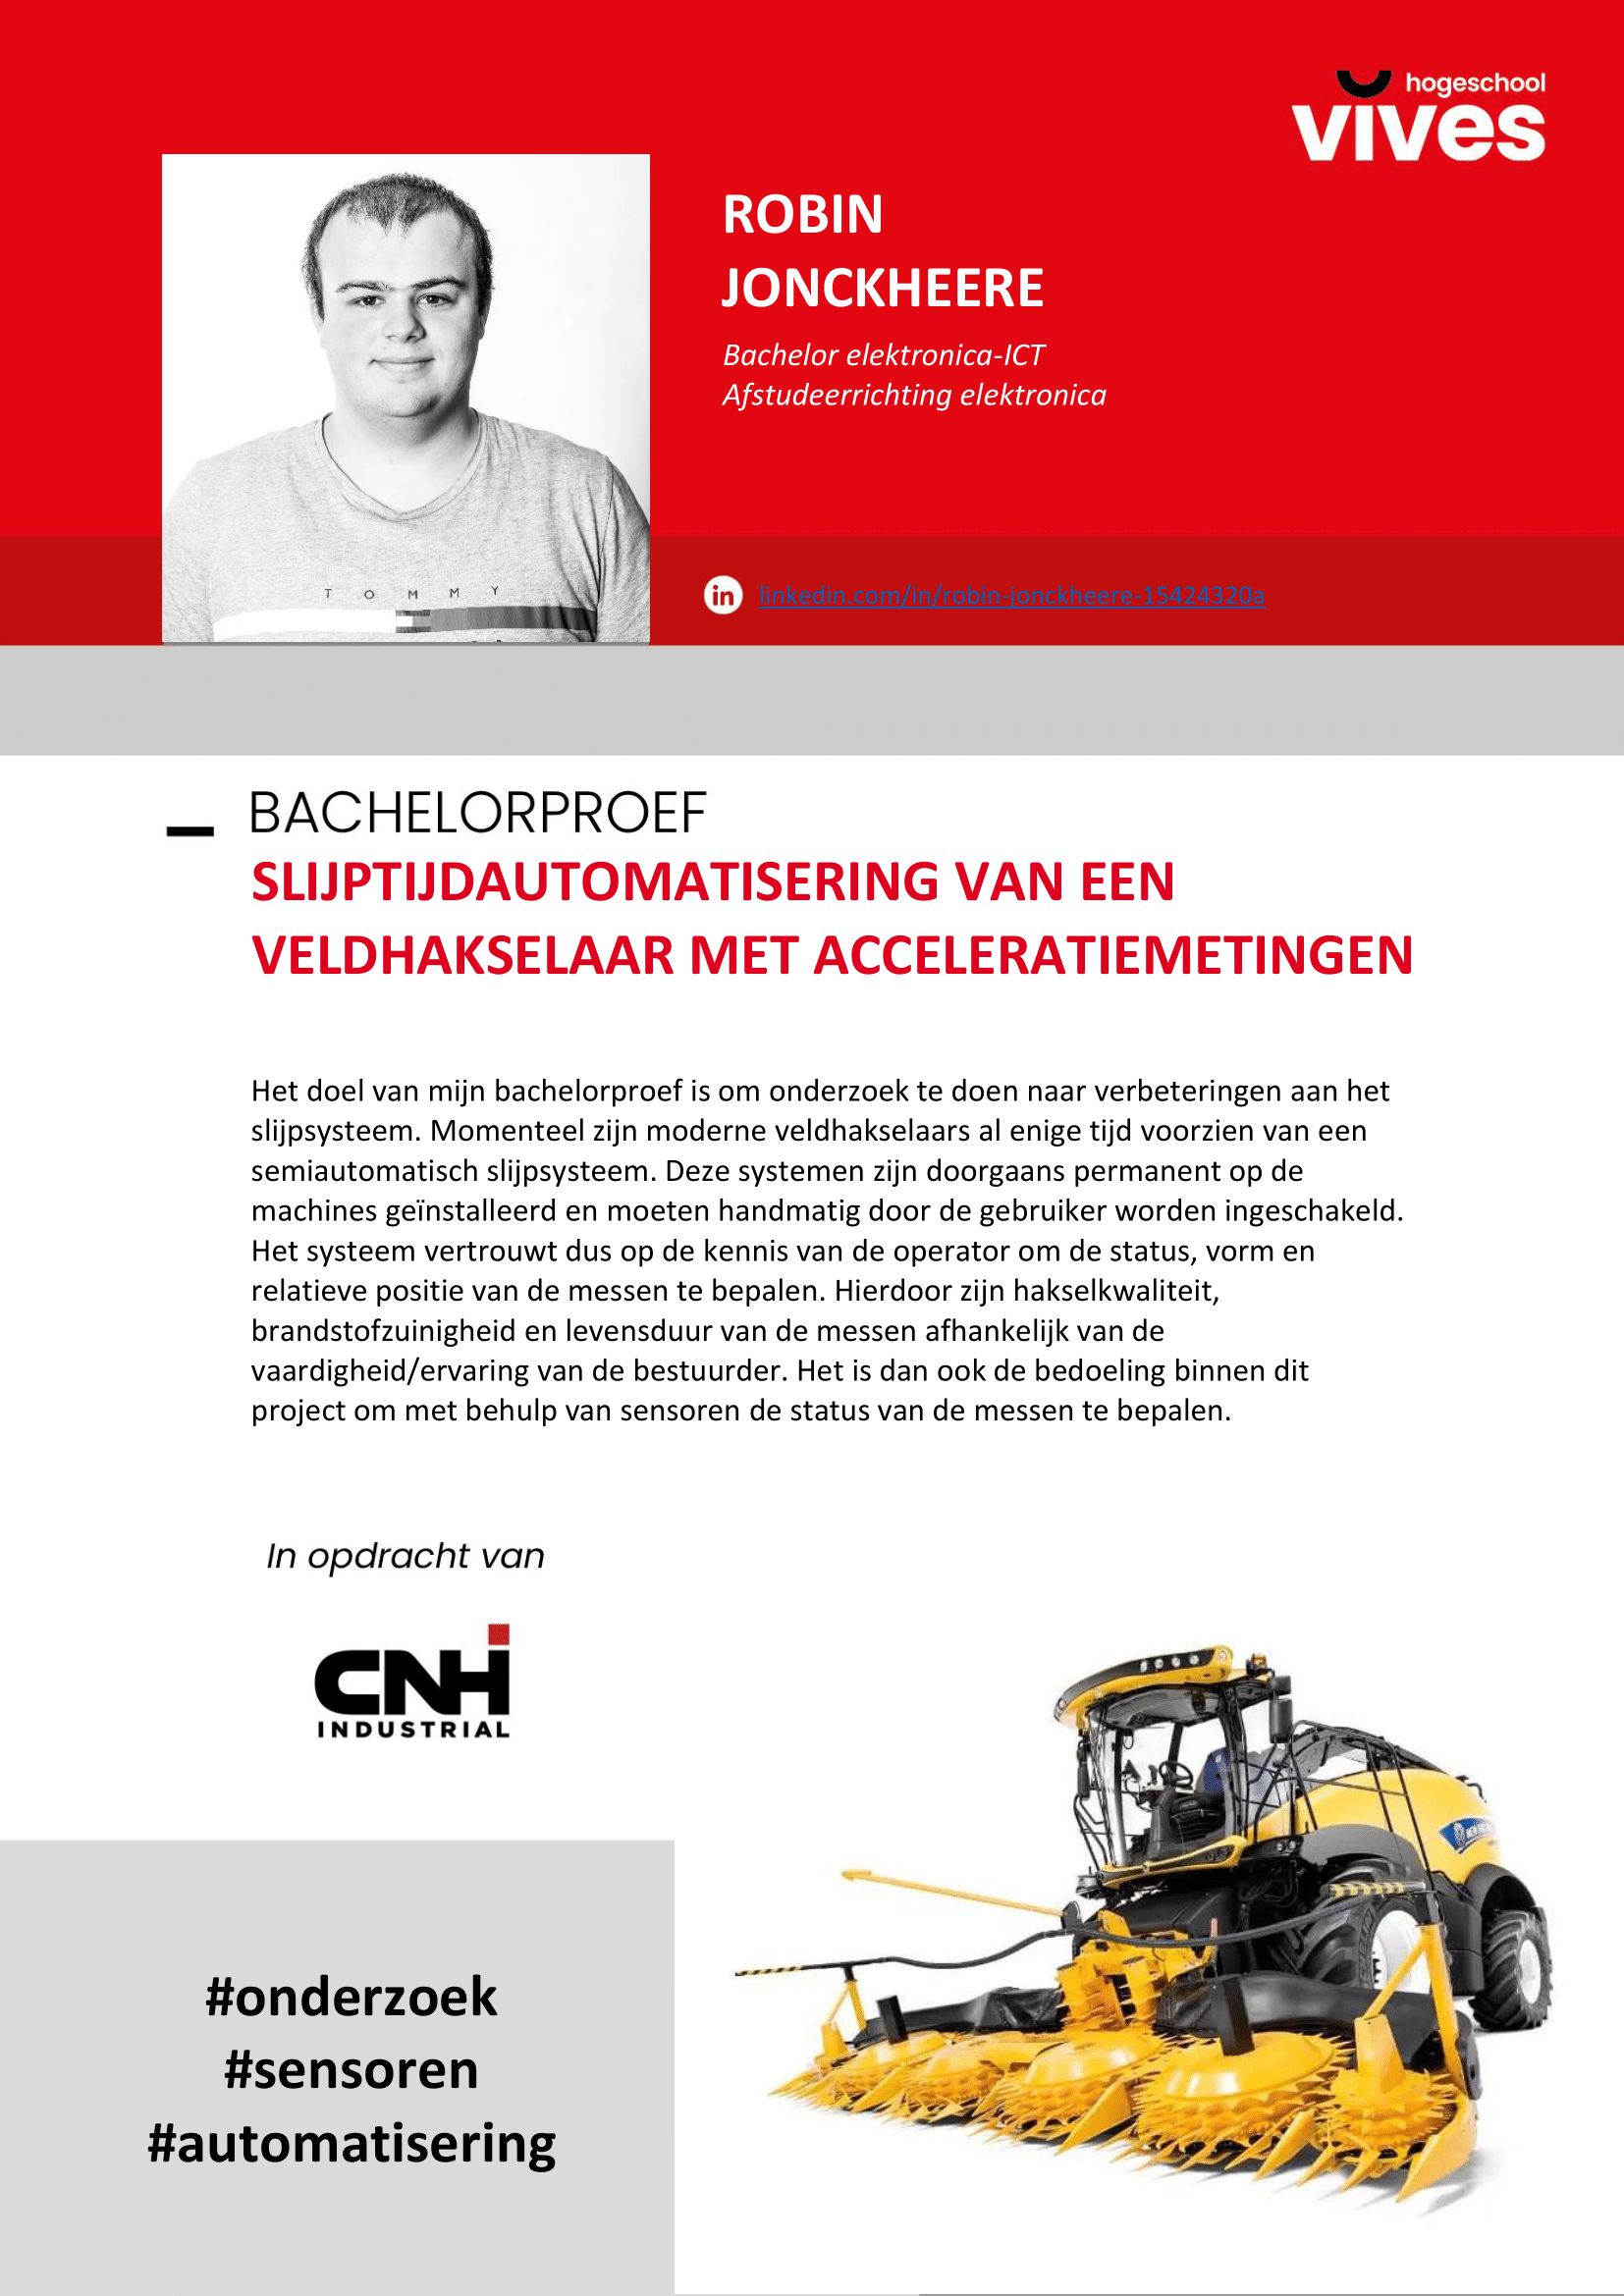 hogeschool
vives
ROBIN
JONCKHEERE
Bachelor elektronica-ICT
Afstudeerrichting elektronica
TOMMY
in linkedin.com/in/robin-jonckheere-15424320a
BACHELORPROEF
SLIJPTIJDAUTOMATISERING VAN EEN
VELDHAKSELAAR MET ACCELERATIEMETINGEN
Het doel van mijn bachelorproef is om onderzoek te doen naar verbeteringen aan het
slijpsysteem. Momenteel zijn moderne veldhakselaars al enige tijd voorzien van een
semiautomatisch slijpsysteem. Deze systemen zijn doorgaans permanent op de
machines geïnstalleerd en moeten handmatig door de gebruiker worden ingeschakeld.
Het systeem vertrouwt dus op de kennis van de operator om de status, vorm en
relatieve positie van de messen te bepalen. Hierdoor zijn hakselkwaliteit,
brandstofzuinigheid en levensduur van de messen afhankelijk van de
vaardigheid/ervaring van de bestuurder. Het is dan ook de bedoeling binnen dit
project om met behulp van sensoren de status van de messen te bepalen.
In opdracht van
CNH
INDUSTRIAL
#onderzoek
#sensoren
#automatisering